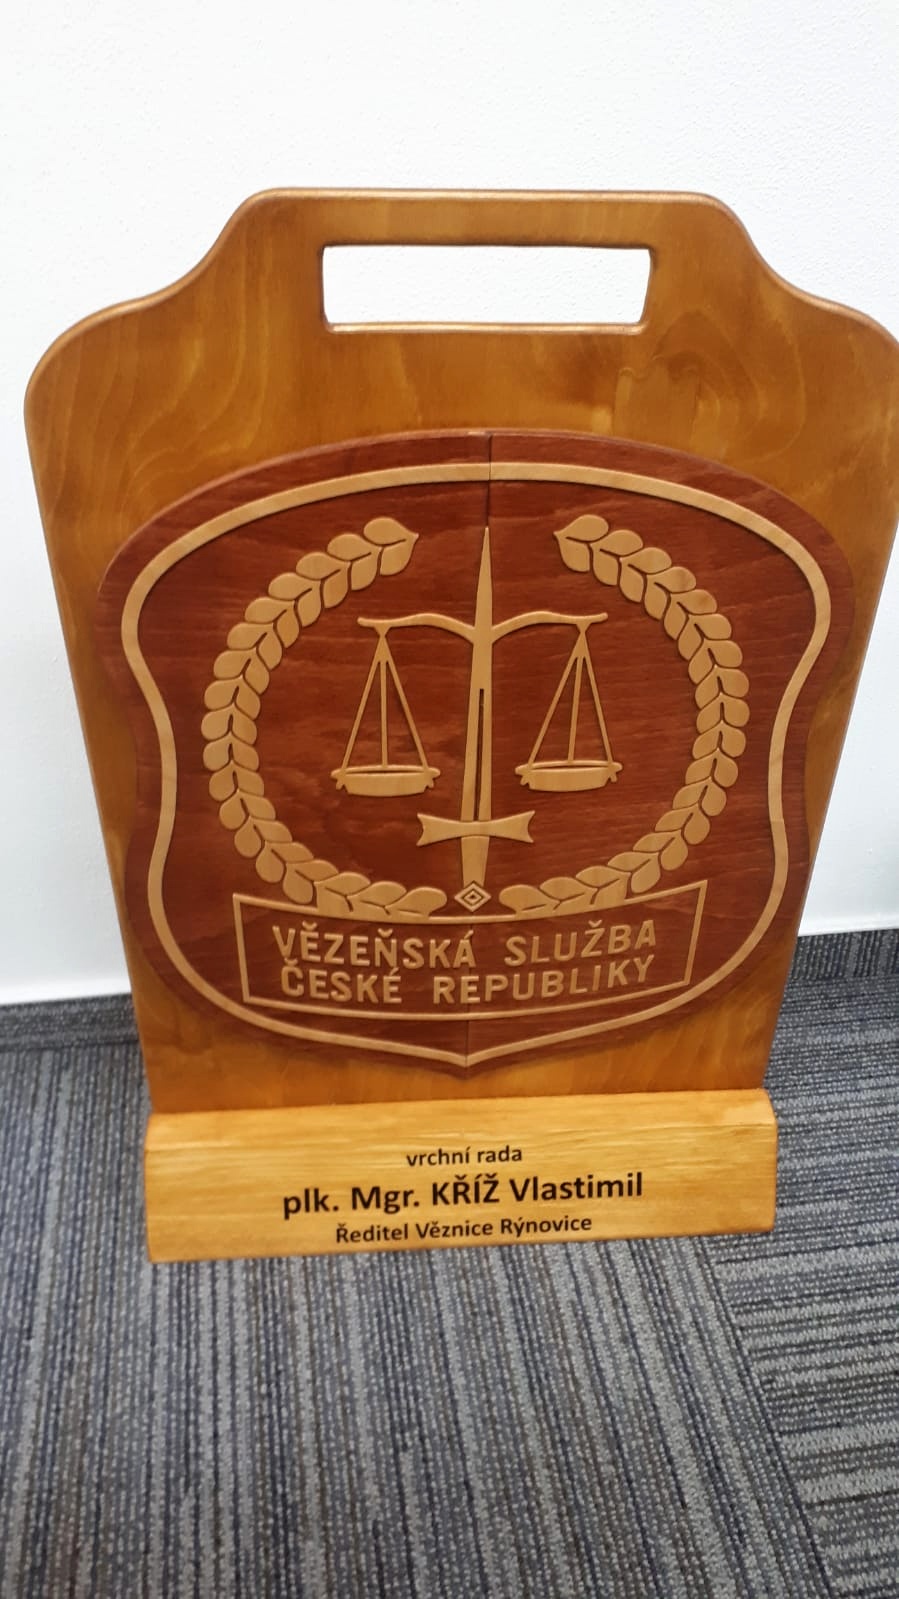 VĚZEŇSKÁ SLUŽBA
ČESKÉ REPUBLIKY
vrchní rada
plk. Mgr. KŘÍŽ Vlastimil
Ředitel Věznice Rýnovice